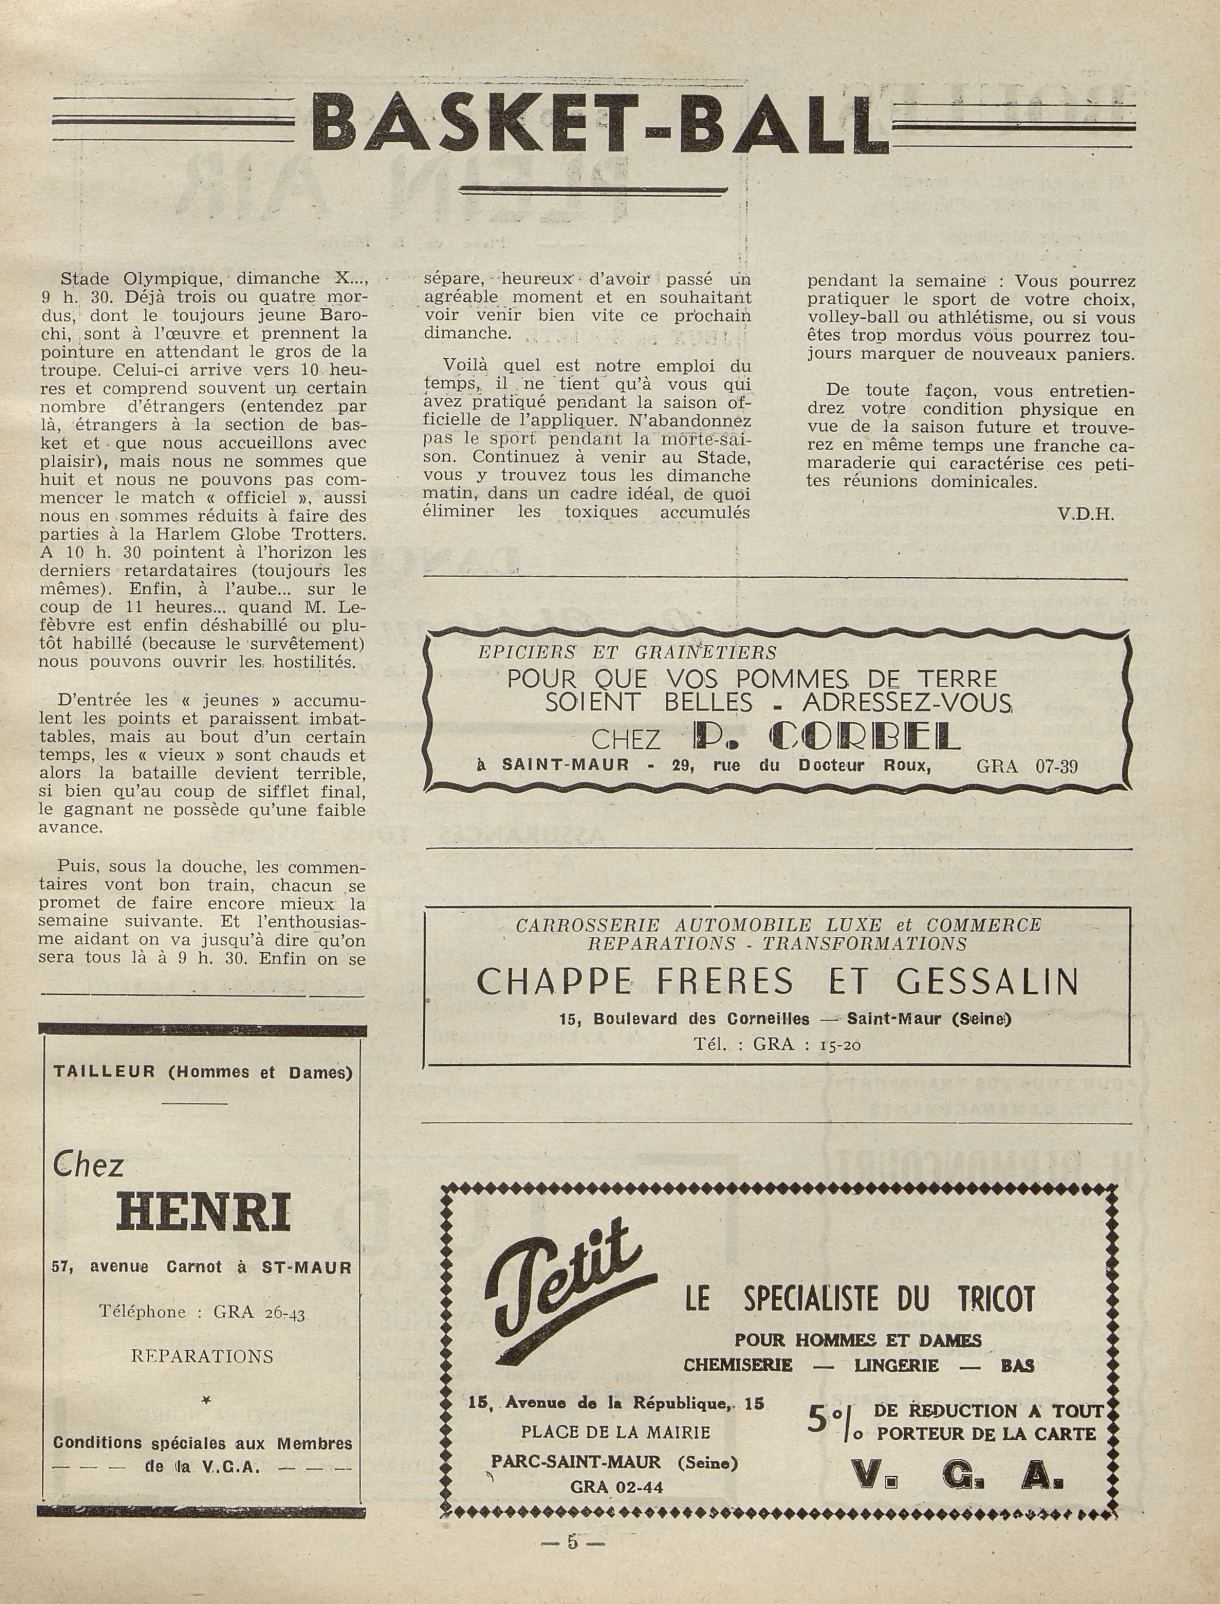 BASKET-BALL
Stade Olympique, dimanche X...,
9 h. 30. Déjà trois ou quatre mor-
dus, dont le toujours jeune Baro-
chi, sont à l'œuvre et prennent la
pointure en attendant le gros de la
troupe. Celui-ci arrive vers 10 heu-
res et comprend souvent un certain
nombre d'étrangers (entendez par
là, étrangers à la section de bas-
ket et que nous accueillons avec
plaisir), mais nous ne sommes que
huit et nous ne pouvons pas com-
mencer le match « officiel », aussi
nous en sommes réduits à faire des
parties à la Harlem Globe Trotters.
A 10 h. 30 pointent à l'horizon les
derniers retardataires (toujours les
mêmes). Enfin, à l'aube... sur le
coup de 11 heures... quand M. Le-
fèbvre est enfin déshabillé ou plu-
tôt habillé (because le survêtement)
nous pouvons ouvrir les hostilités.
D'entrée les « jeunes » accumu-
lent les points et paraissent imbat-
tables, mais au bout d'un certain
temps, les « vieux » sont chauds et
alors la bataille devient terrible,
si bien qu'au coup de sifflet final,
le gagnant ne possède qu'une faible
avance.
Puis, sous la douche, les commen-
taires vont bon train, chacun se
promet de faire encore mieux la
semaine suivante. Et l'enthousias-
me aidant on va jusqu'à dire qu'on
sera tous là à 9 h. 30. Enfin on se
sépare, heureux d'avoir passé un
agréable moment et en souhaitant
voir venir bien vite ce prochain
dimanche.
Voilà quel est notre emploi du
temps, il ne tient qu'à vous qui
avez pratiqué pendant la saison of-
ficielle de l'appliquer. N'abandonnez
pas le sport pendant la morte-sai-
son. Continuez à venir au Stade,
vous y trouvez tous les dimanche
matin, dans un cadre idéal, de quoi
éliminer les toxiques accumulés
pendant la semaine : Vous pourrez
pratiquer le sport de votre choix,
volley-ball ou athlétisme, ou si vous
êtes trop mordus vous pourrez tou-
jours marquer de nouveaux paniers.
De toute façon, vous entretien-
drez votre condition physique en
vue de la saison future et trouve-
rez en même temps une franche ca-
maraderie qui caractérise ces peti-
tes réunions dominicales.
V.D.H.
TAILLEUR (Hommes et Dames)
Chez
HENRI
57, avenue Carnot à ST-MAUR
Téléphone : GRA 26-43
REPARATIONS
Conditions spéciales aux Membres
— — — de la V.G.A. — — —
EPICIERS ET GRAINETIERS
POUR QUE VOS POMMES DE TERRE
SOIENT BELLES - ADRESSEZ-VOUS
CHEZ P. CORBEL
à SAINT-MAUR - 29, rue du Docteur Roux, GRA 07-39
CARROSSERIE AUTOMOBILE LUXE et COMMERCE
REPARATIONS - TRANSFORMATIONS
CHAPPE FRERES ET GESSALIN
15, Boulevard des Corneilles — Saint-Maur (Seine)
Tél. : GRA : 15-20
Petit
LE SPECIALISTE DU TRICOT
POUR HOMMES ET DAMES
CHEMISERIE — LINGERIE — BAS
15, Avenue de la République, 15
PLACE DE LA MAIRIE
PARC-SAINT-MAUR (Seine)
GRA 02-44
5 % DE REDUCTION A TOUT
PORTEUR DE LA CARTE
V. G. A.
— 5 —